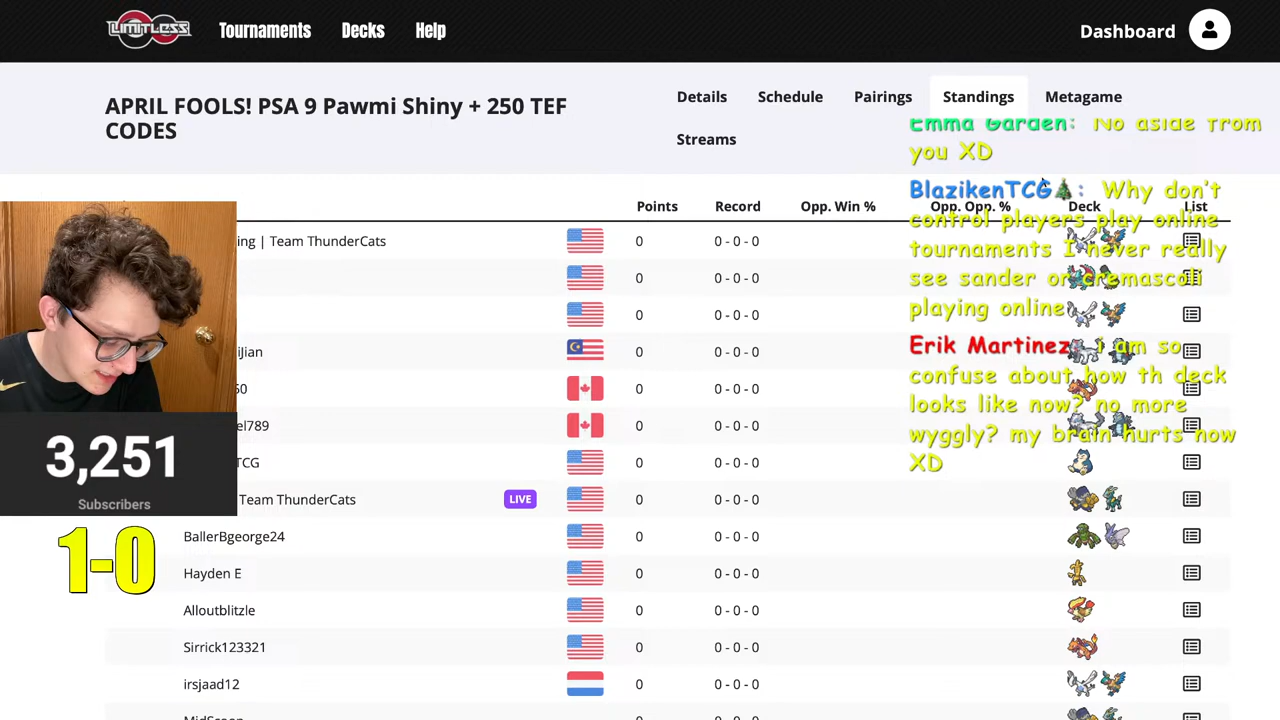 LIMITLESS Tournaments Decks Help Dashboard
APRIL FOOLS! PSA 9 Pawmi Shiny + 250 TEF
CODES
Details Schedule Pairings Standings Metagame
Streams
Emma Garden: No aside from
you XD
BlazikenTCG🎄: Why don't
control players play online
tournaments I never really
see sander or cremascoli
playing online
Erik Martinez: I am so
confuse about how th deck
looks like now? no more
wyggly? my brain hurts now
XD
Points Record Opp. Win % Opp. Opp. % Deck List
ing | Team ThunderCats 0 0 - 0 - 0
0 0 - 0 - 0
0 0 - 0 - 0
iJian 0 0 - 0 - 0
0 0 - 0 - 0
el789 0 0 - 0 - 0
TCG 0 0 - 0 - 0
Team ThunderCats LIVE 0 0 - 0 - 0
BallerBgeorge24 0 0 - 0 - 0
Hayden E 0 0 - 0 - 0
Alloutblitzle 0 0 - 0 - 0
Sirrick123321 0 0 - 0 - 0
irsjaad12 0 0 - 0 - 0
3,251
Subscribers
1-0